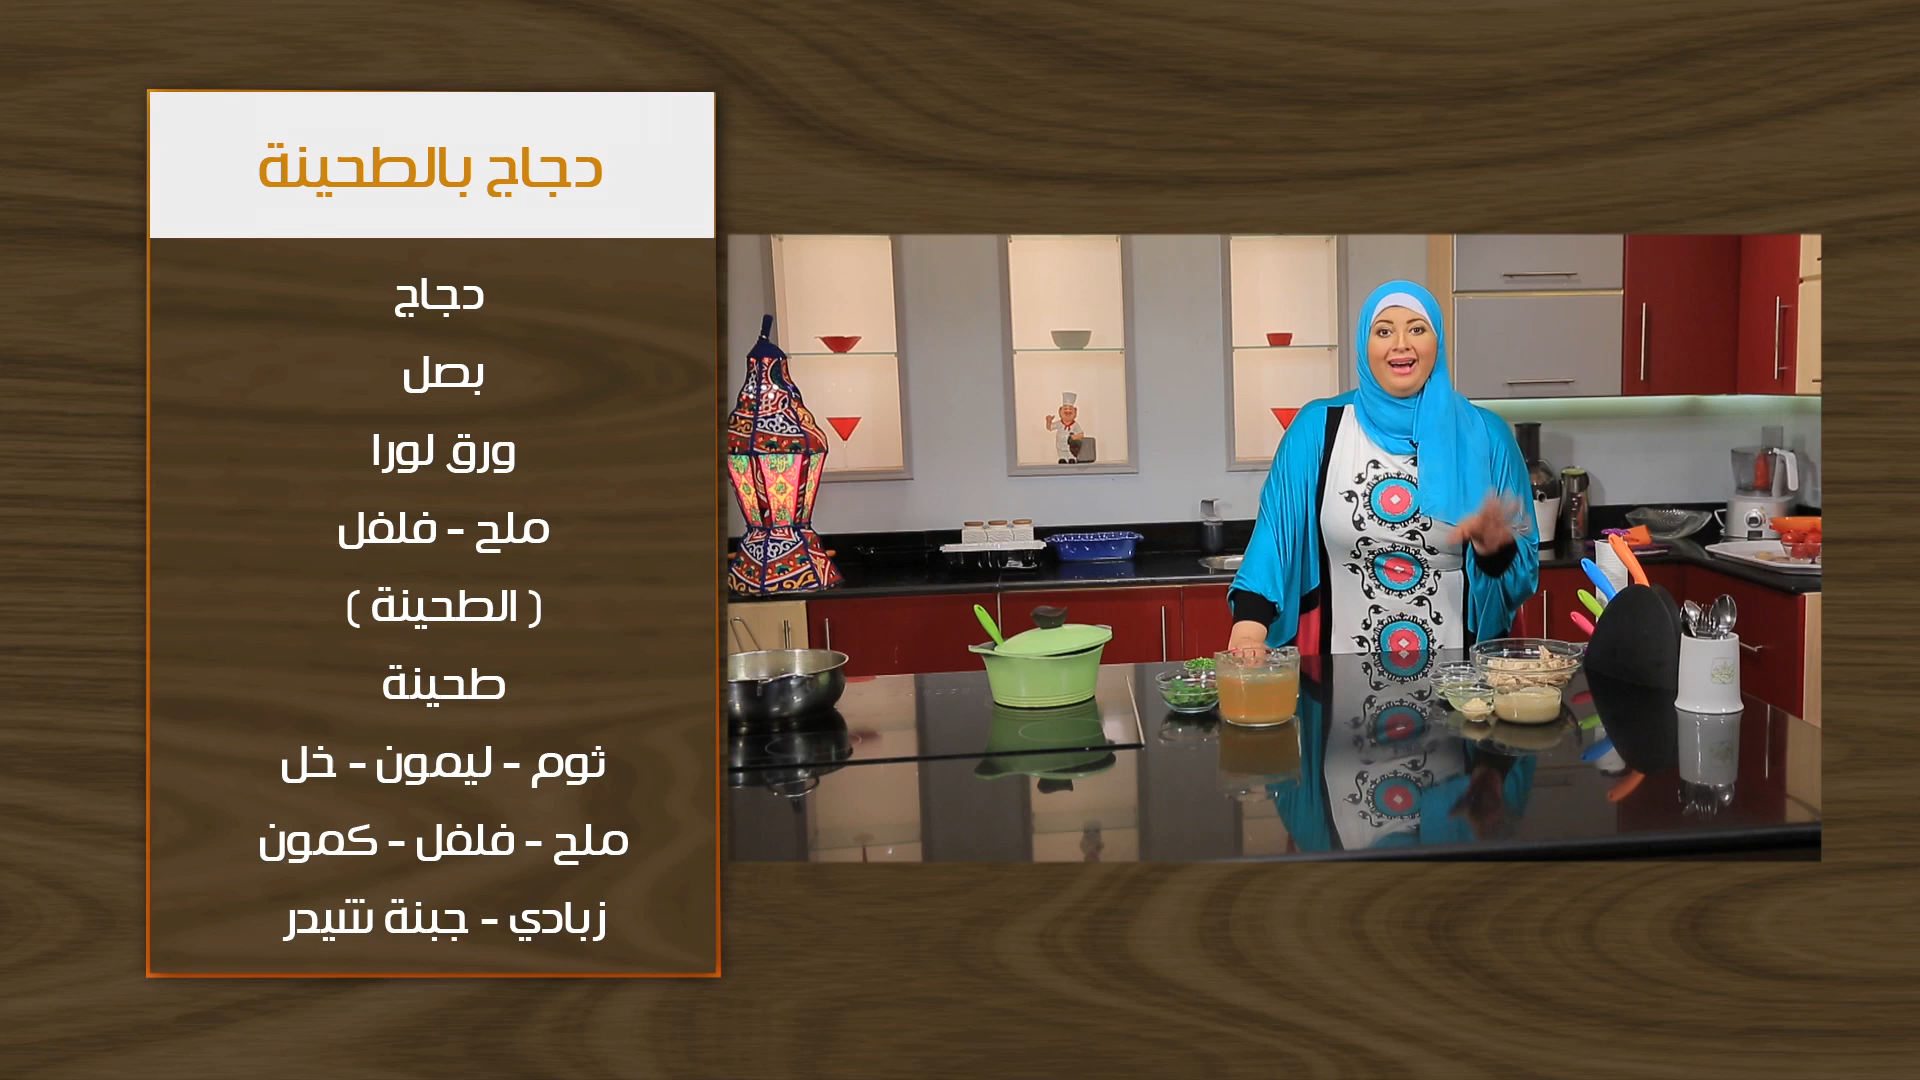 دجاج بالطحينة
دجاج
بصل
ورق لورا
ملح - فلفل
( الطحينة )
طحينة
ثوم - ليمون - خل
ملح - فلفل - كمون
زبادي - جبنة شيدر